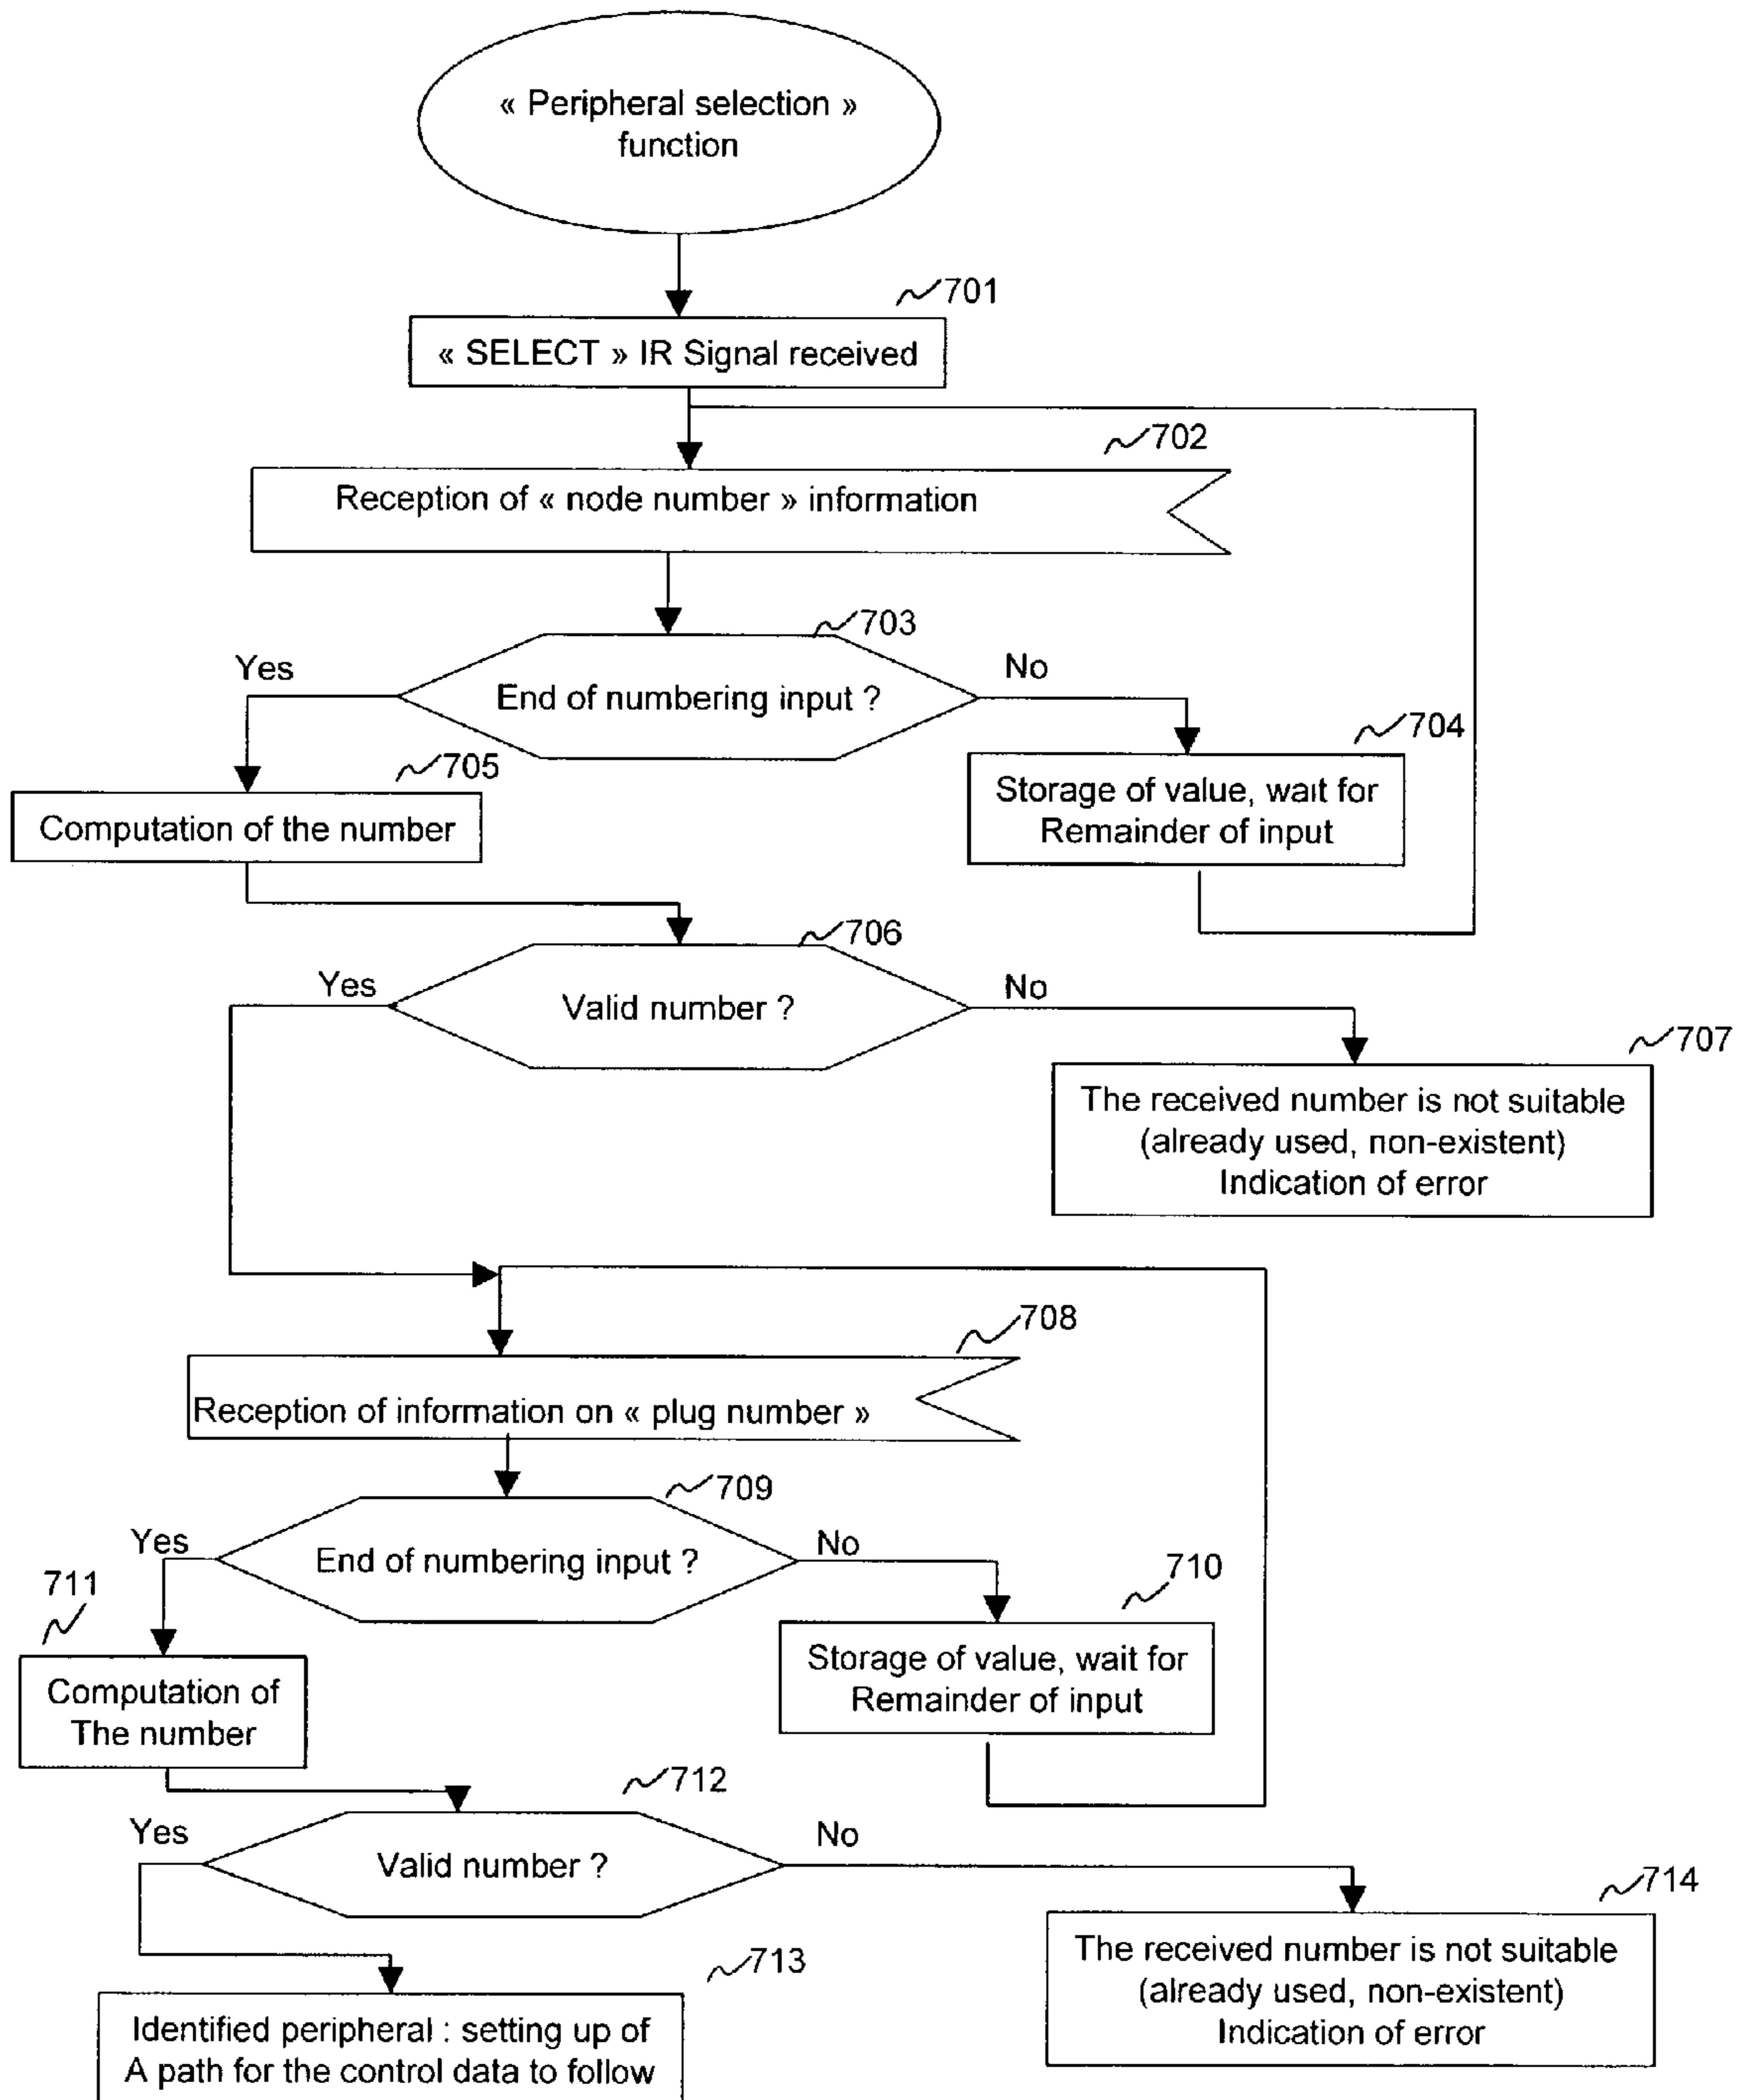 « Peripheral selection »
function
701
« SELECT » IR Signal received
702
Reception of « node number » information
703
Yes
No
End of numbering input ?
704
705
Storage of value, wait for
Remainder of input
Computation of the number
706
Yes
No
Valid number ?
707
The received number is not suitable
(already used, non-existent)
Indication of error
708
Reception of information on « plug number »
709
Yes
No
End of numbering input ?
710
711
Storage of value, wait for
Remainder of input
Computation of
The number
712
Yes
No
Valid number ?
714
The received number is not suitable
(already used, non-existent)
Indication of error
713
Identified peripheral : setting up of
A path for the control data to follow